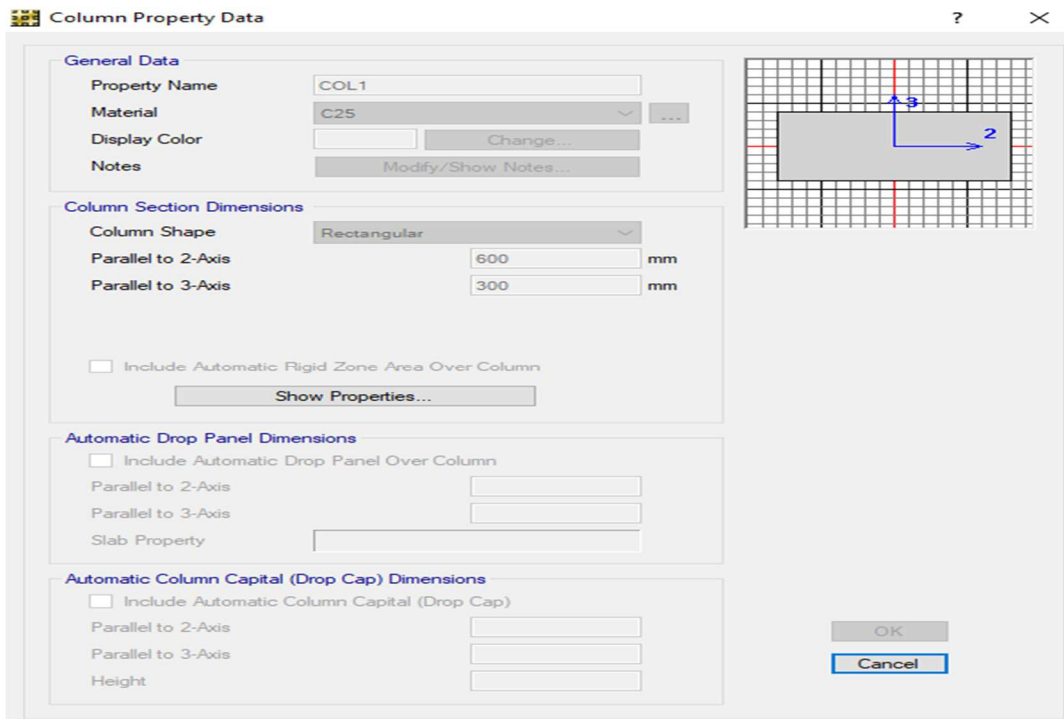 Column Property Data ?
General Data
Property Name COL1
Material C25 ...
Display Color Change...
Notes Modify/Show Notes...
3
2
Column Section Dimensions
Column Shape Rectangular
Parallel to 2-Axis 600 mm
Parallel to 3-Axis 300 mm
Include Automatic Rigid Zone Area Over Column
Show Properties...
Automatic Drop Panel Dimensions
Include Automatic Drop Panel Over Column
Parallel to 2-Axis
Parallel to 3-Axis
Slab Property
Automatic Column Capital (Drop Cap) Dimensions
Include Automatic Column Capital (Drop Cap)
Parallel to 2-Axis
Parallel to 3-Axis
Height
OK
Cancel